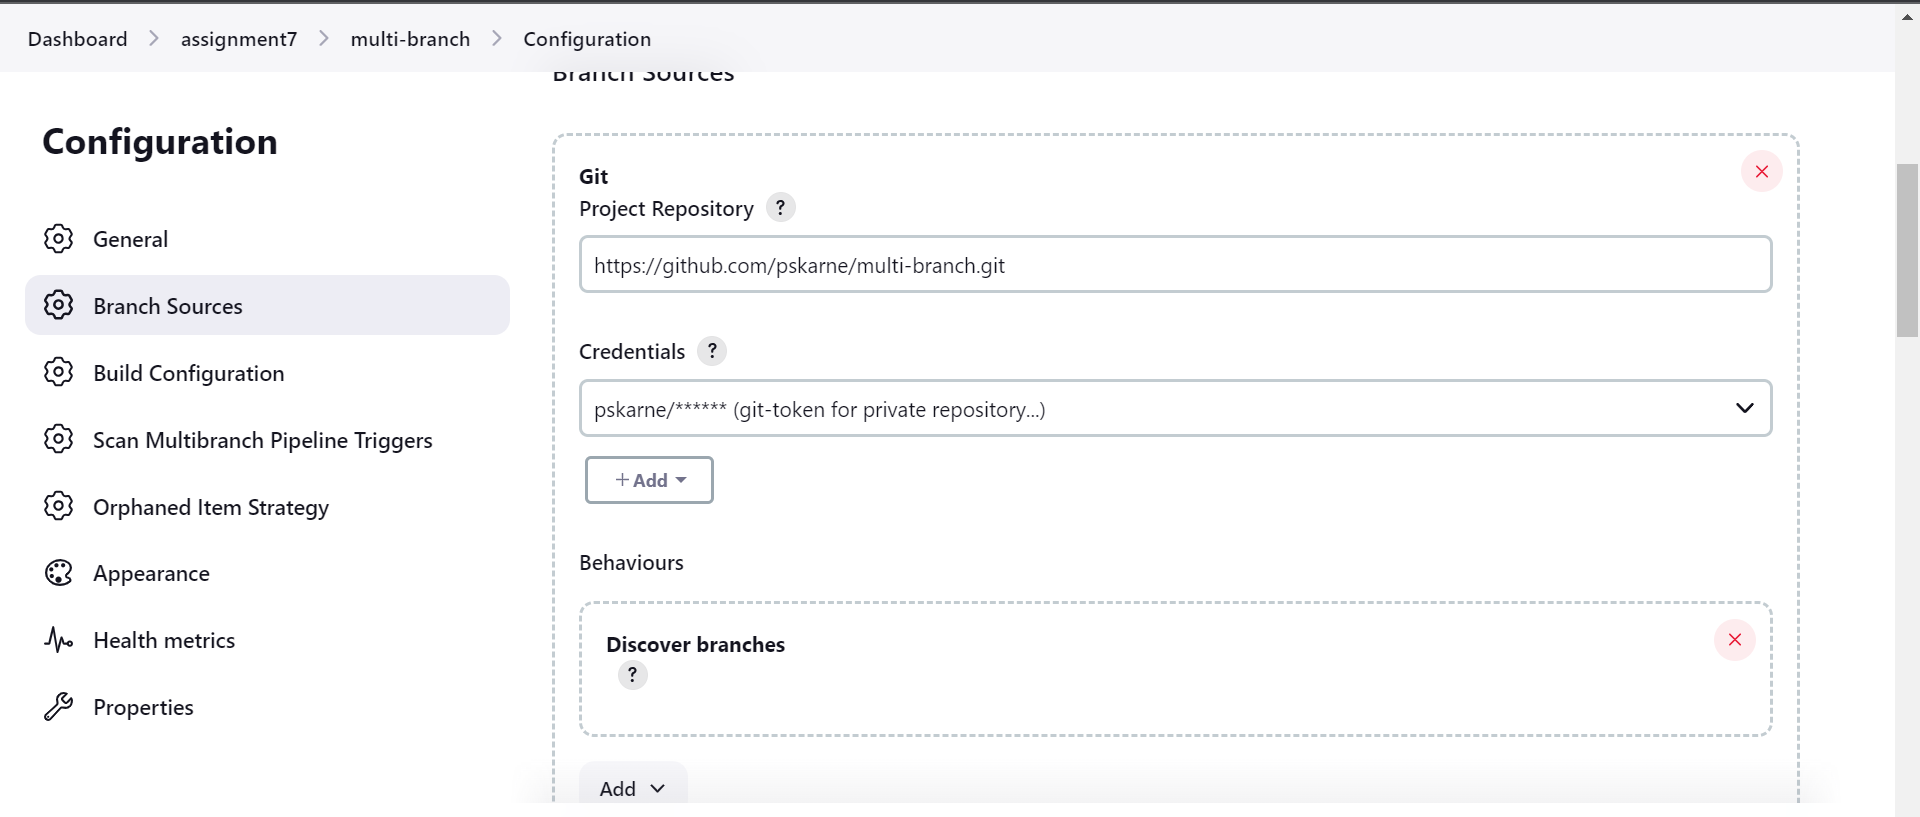 Dashboard > assignment7 > multi-branch > Configuration
Branch Sources
Configuration
General
Branch Sources
Build Configuration
Scan Multibranch Pipeline Triggers
Orphaned Item Strategy
Appearance
Health metrics
Properties
Git
Project Repository ?
https://github.com/pskarne/multi-branch.git
Credentials ?
pskarne/****** (git-token for private repository...)
+ Add
Behaviours
Discover branches
?
Add